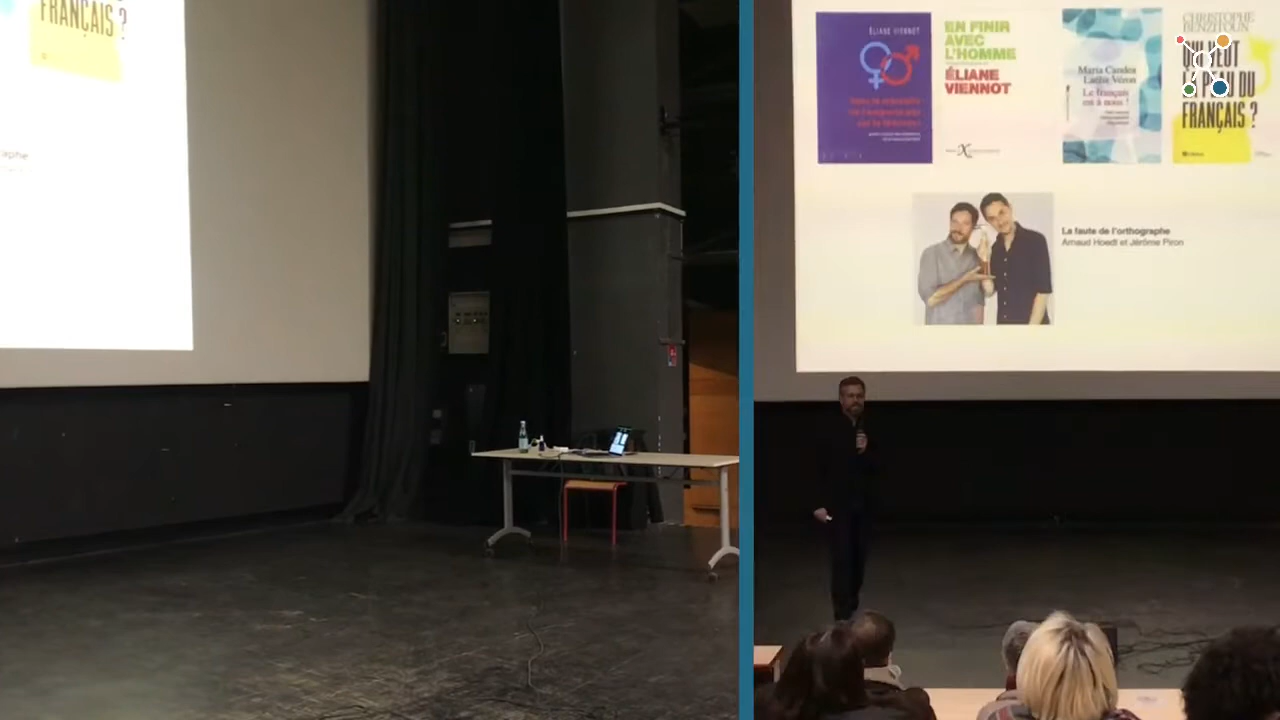 FRANÇAIS ?
aphe
ÉLIANE VIENNOT
EN FINIR
AVEC
L'HOMME
ÉLIANE
VIENNOT
Maria Candea
Laélia Véron
Le français
est à nous !
CHRISTOPHE
BENZITOUN
QUI VEUT
LA PEAU DU
FRANÇAIS ?
La faute de l'orthographe
Arnaud Hoedt et Jérôme Piron